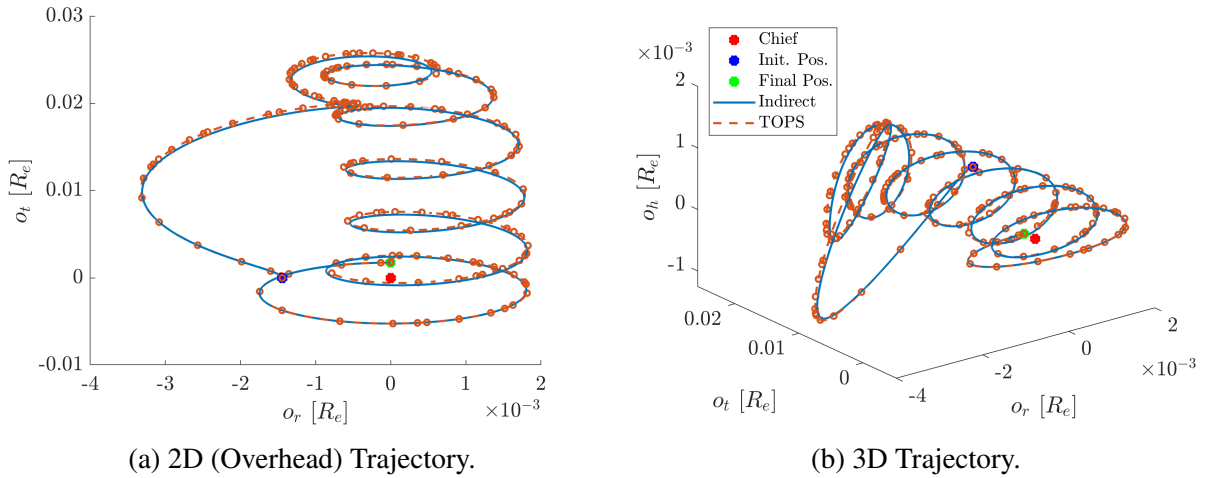 0.03
0.02
0.01
0
-0.01
o_t [R_e]
-4 -3 -2 -1 0 1 2
×10⁻³
o_r [R_e]
(a) 2D (Overhead) Trajectory.
×10⁻³
2
1
0
-1
o_h [R_e]
Chief
Init. Pos.
Final Pos.
Indirect
TOPS
0.02
0.01
0
o_t [R_e]
-4
-2
0
2
×10⁻³
o_r [R_e]
(b) 3D Trajectory.